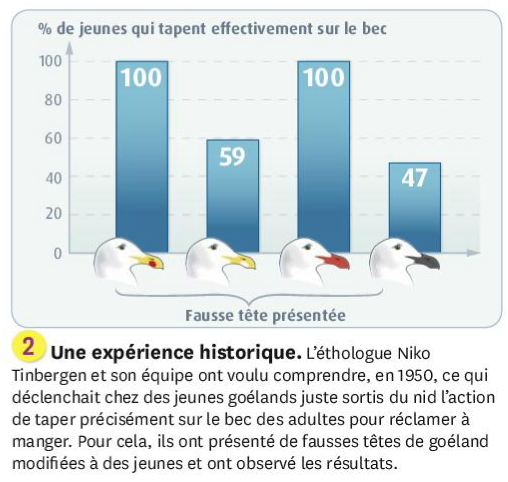 % de jeunes qui tapent effectivement sur le bec
100
80
60
40
20
0
100
59
100
47
Fausse tête présentée
2 Une expérience historique. L'éthologue Niko
Tinbergen et son équipe ont voulu comprendre, en 1950, ce qui
déclenchait chez des jeunes goélands juste sortis du nid l'action
de taper précisément sur le bec des adultes pour réclamer à
manger. Pour cela, ils ont présenté de fausses têtes de goéland
modifiées à des jeunes et ont observé les résultats.